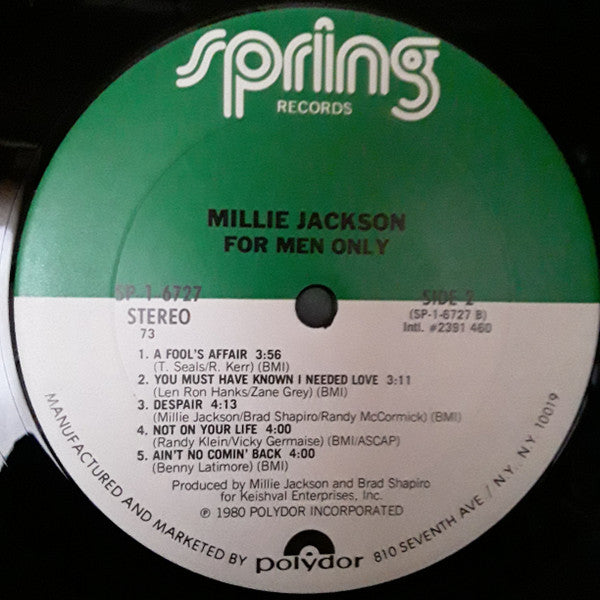 spring
RECORDS
MILLIE JACKSON
FOR MEN ONLY
SP-1-6727
STEREO
73
SIDE 2
(SP-1-6727 B)
Intl. #2391 460
1. A FOOL'S AFFAIR 3:56
(T. Seals/R. Kerr) (BMI)
2. YOU MUST HAVE KNOWN I NEEDED LOVE 3:11
(Len Ron Hanks/Zane Grey) (BMI)
3. DESPAIR 4:13
(Millie Jackson/Brad Shapiro/Randy McCormick) (BMI)
4. NOT ON YOUR LIFE 4:00
(Randy Klein/Vicky Germaise) (BMI/ASCAP)
5. AIN'T NO COMIN' BACK 4:00
(Benny Latimore) (BMI)
Produced by Millie Jackson and Brad Shapiro
for Keishval Enterprises, Inc.
℗ 1980 POLYDOR INCORPORATED
MANUFACTURED AND MARKETED BY polydor 810 SEVENTH AVE / N.Y., N.Y. 10019